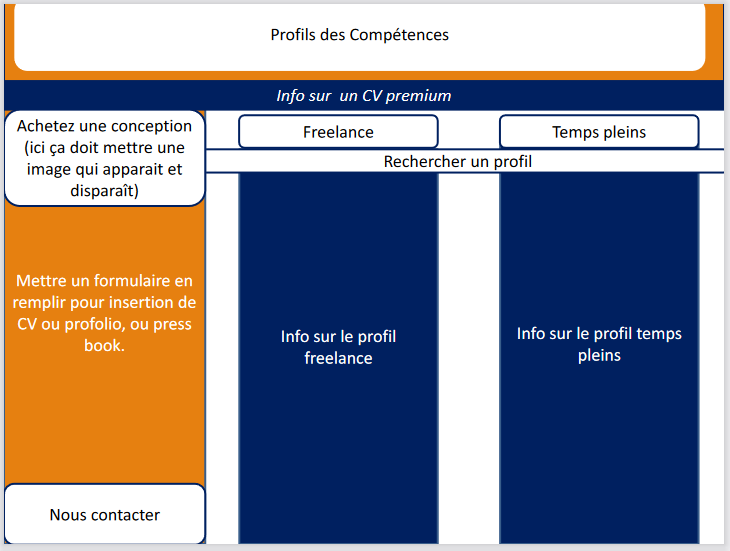 Profils des Compétences
Info sur un CV premium
Achetez une conception
(ici ça doit mettre une
image qui apparait et
disparaît)
Freelance
Temps pleins
Rechercher un profil
Mettre un formulaire en
remplir pour insertion de
CV ou profolio, ou press
book.
Info sur le profil
freelance
Info sur le profil temps
pleins
Nous contacter